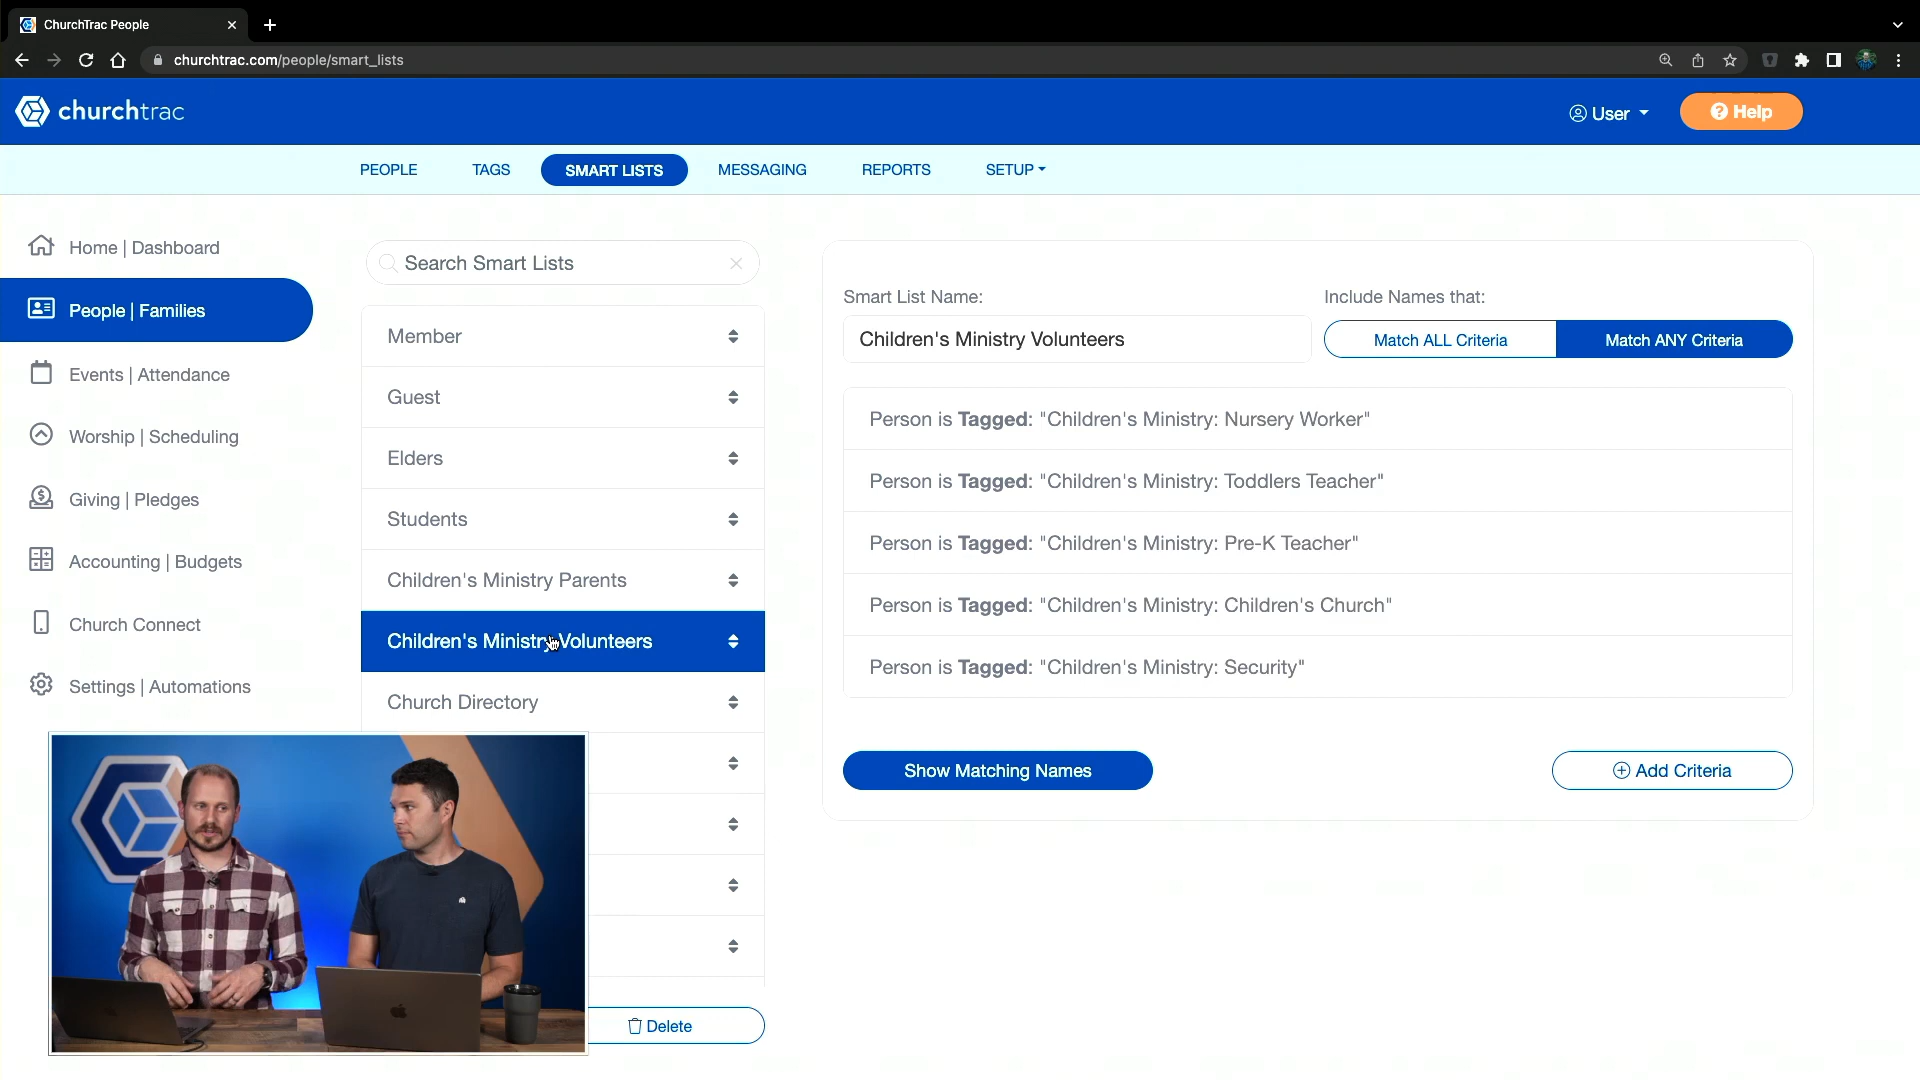 ChurchTrac People
churchtrac.com/people/smart_lists
churchtrac
User
Help
PEOPLE
TAGS
SMART LISTS
MESSAGING
REPORTS
SETUP
Home | Dashboard
People | Families
Events | Attendance
Worship | Scheduling
Giving | Pledges
Accounting | Budgets
Church Connect
Settings | Automations
Search Smart Lists
Member
Guest
Elders
Students
Children's Ministry Parents
Children's Ministry Volunteers
Church Directory
Delete
Smart List Name:
Children's Ministry Volunteers
Include Names that:
Match ALL Criteria
Match ANY Criteria
Person is Tagged: "Children's Ministry: Nursery Worker"
Person is Tagged: "Children's Ministry: Toddlers Teacher"
Person is Tagged: "Children's Ministry: Pre-K Teacher"
Person is Tagged: "Children's Ministry: Children's Church"
Person is Tagged: "Children's Ministry: Security"
Show Matching Names
Add Criteria